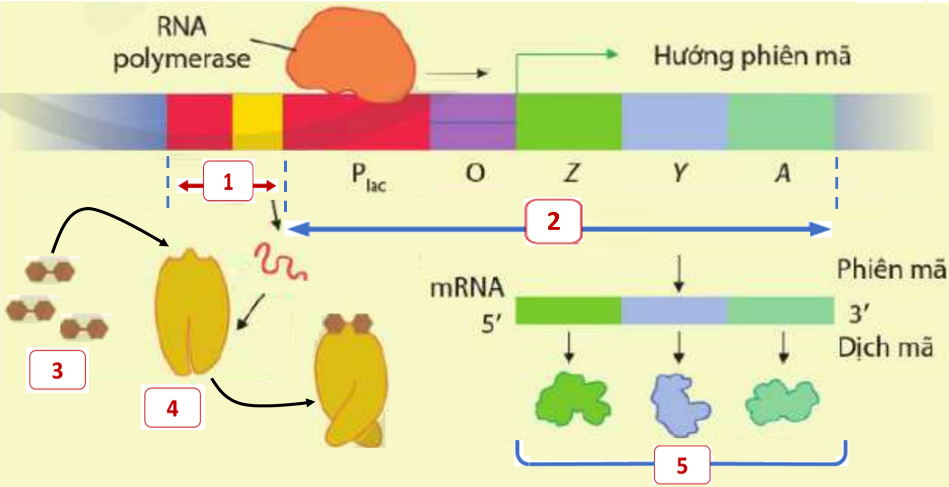 RNA
polymerase
Hướng phiên mã
1
P lac
O
Z
Y
A
2
3
4
mRNA
5′
3′
Phiên mã
Dịch mã
5